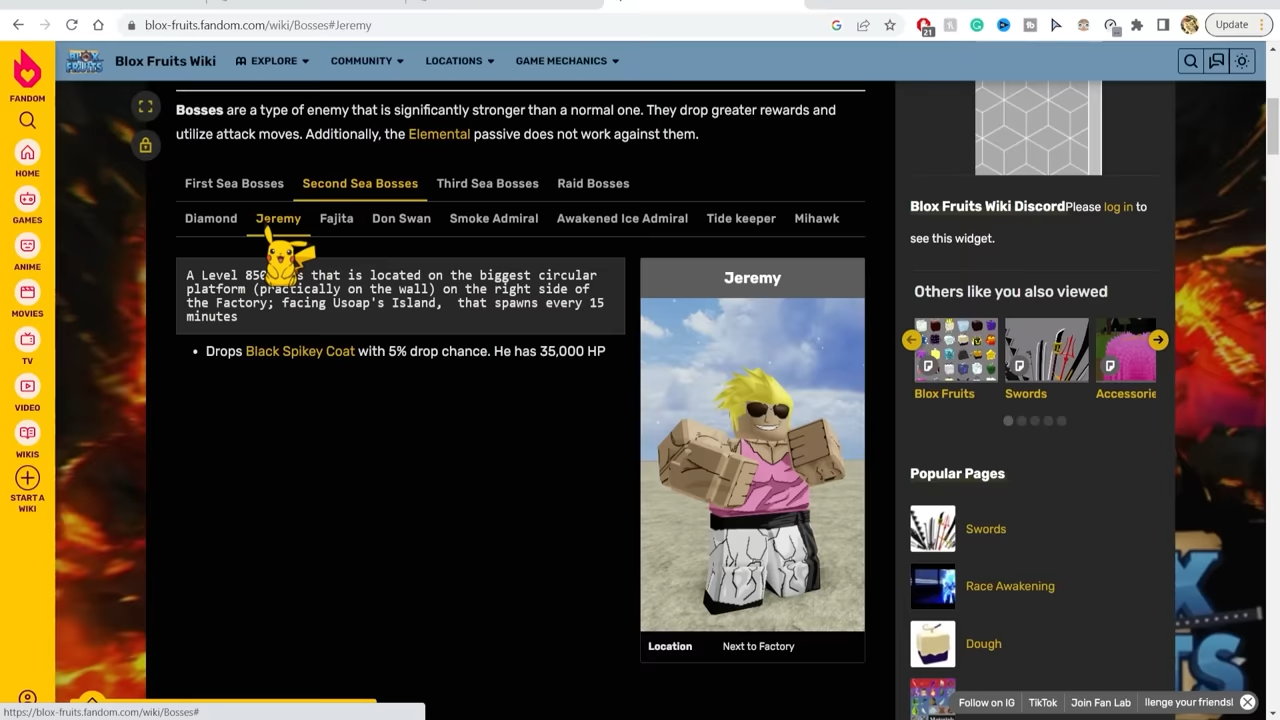 blox-fruits.fandom.com/wiki/Bosses#Jeremy
21
Update
FANDOM
HOME
GAMES
ANIME
MOVIES
TV
VIDEO
WIKIS
START A
WIKI
Blox Fruits Wiki
EXPLORE
COMMUNITY
LOCATIONS
GAME MECHANICS
Bosses are a type of enemy that is significantly stronger than a normal one. They drop greater rewards and
utilize attack moves. Additionally, the Elemental passive does not work against them.
First Sea Bosses Second Sea Bosses Third Sea Bosses Raid Bosses
Diamond Jeremy Fajita Don Swan Smoke Admiral Awakened Ice Admiral Tide keeper Mihawk
A Level 850 that is located on the biggest circular
platform (practically on the wall) on the right side of
the Factory; facing Usoap's Island, that spawns every 15
minutes
• Drops Black Spikey Coat with 5% drop chance. He has 35,000 HP
Jeremy
Location Next to Factory
Blox Fruits Wiki Discord Please log in to
see this widget.
Others like you also viewed
Blox Fruits Swords Accessorie
Popular Pages
Swords
Race Awakening
Dough
Follow on IG TikTok Join Fan Lab llenge your friends!
https://blox-fruits.fandom.com/wiki/Bosses#